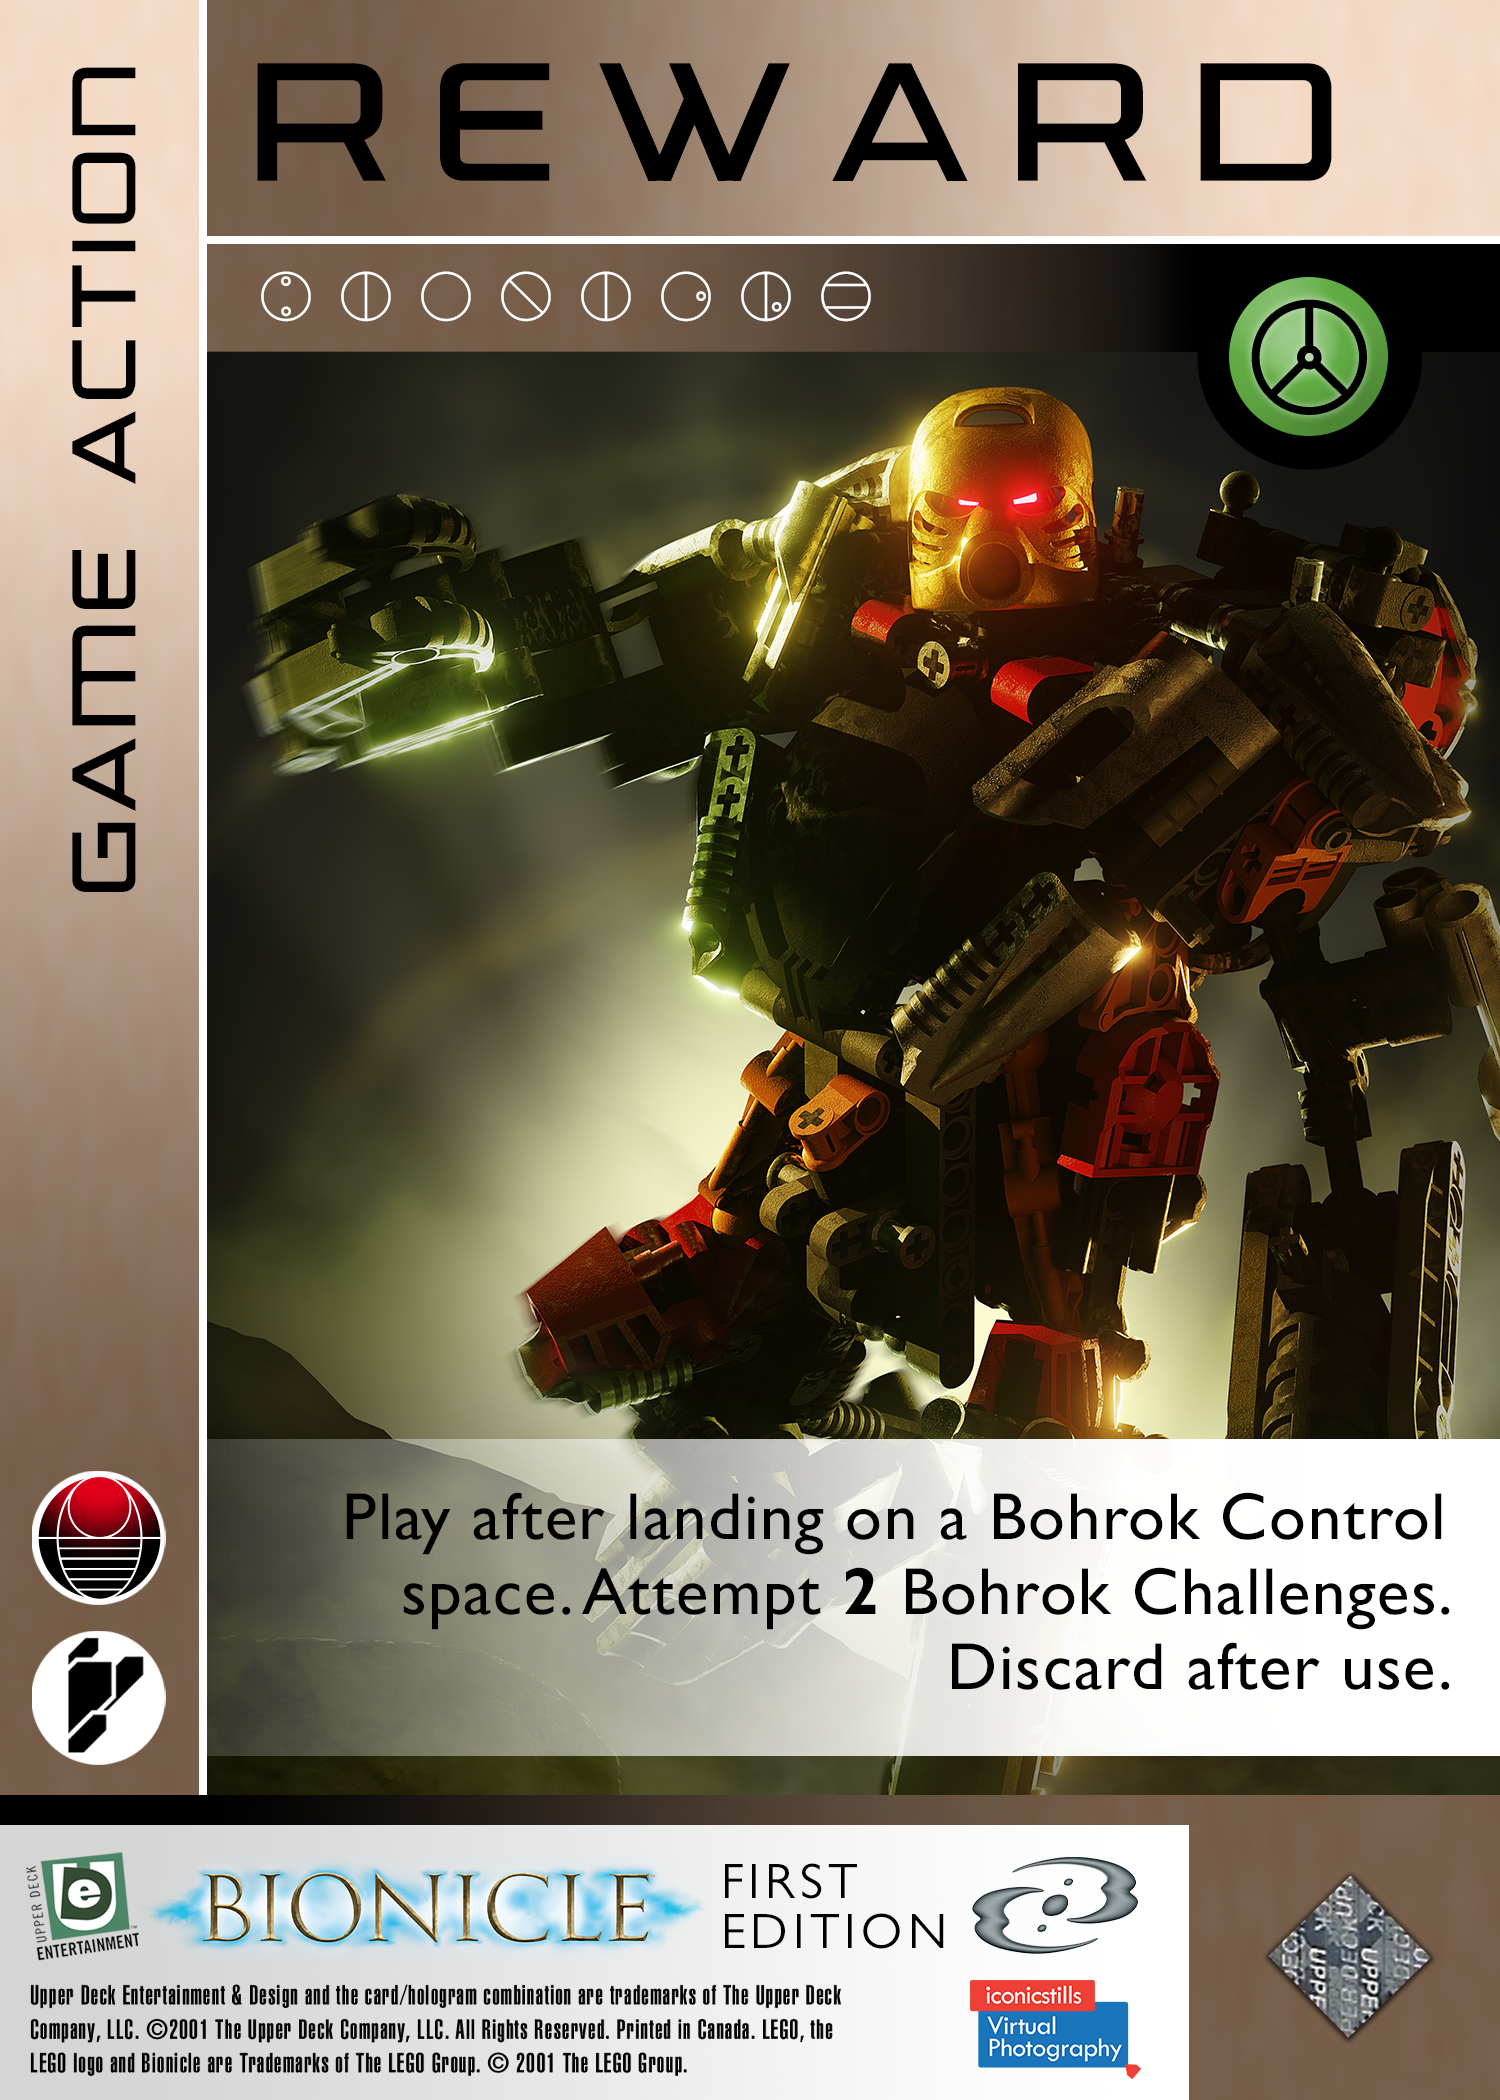 REWARD
GAME ACTION
Play after landing on a Bohrok Control
space. Attempt 2 Bohrok Challenges.
Discard after use.
UPPER DECK
e
ENTERTAINMENT
BIONICLE
FIRST
EDITION
Upper Deck Entertainment & Design and the card/hologram combination are trademarks of The Upper Deck
Company, LLC. ©2001 The Upper Deck Company, LLC. All Rights Reserved. Printed in Canada. LEGO, the
LEGO logo and Bionicle are Trademarks of The LEGO Group. © 2001 The LEGO Group.
iconicstills
Virtual
Photography